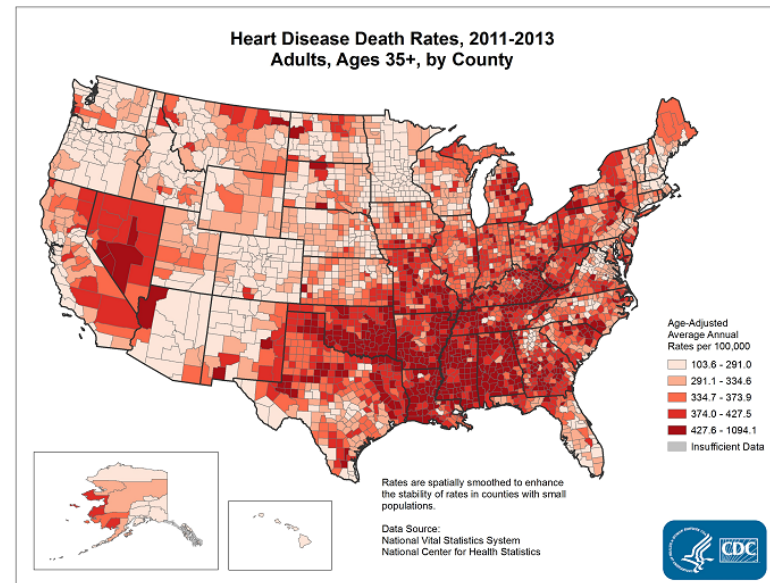 Heart Disease Death Rates, 2011-2013
Adults, Ages 35+, by County
Age-Adjusted
Average Annual
Rates per 100,000
103.6 - 291.0
291.1 - 334.6
334.7 - 373.9
374.0 - 427.5
427.6 - 1094.1
Insufficient Data
Rates are spatially smoothed to enhance
the stability of rates in counties with small
populations.
Data Source:
National Vital Statistics System
National Center for Health Statistics
CDC